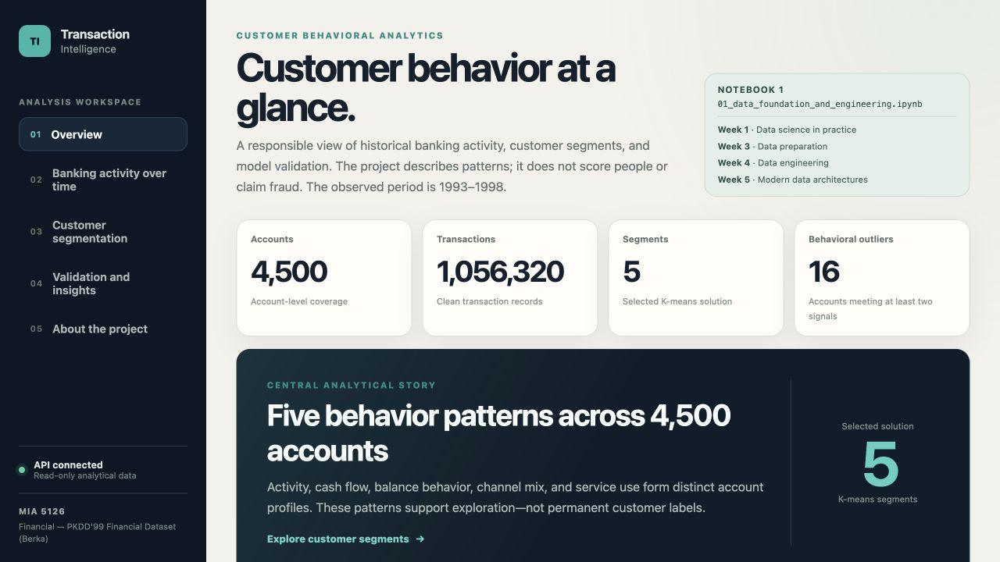 TI
Transaction
Intelligence
ANALYSIS WORKSPACE
01 Overview
02 Banking activity over
time
03 Customer
segmentation
04 Validation and
insights
05 About the project
API connected
Read-only analytical data
MIA 5126
Financial — PKDD'99 Financial Dataset
(Berka)
CUSTOMER BEHAVIORAL ANALYTICS
Customer behavior at a
glance.
A responsible view of historical banking activity, customer segments, and
model validation. The project describes patterns; it does not score people or
claim fraud. The observed period is 1993–1998.
NOTEBOOK 1
01_data_foundation_and_engineering.ipynb
Week 1 · Data science in practice
Week 3 · Data preparation
Week 4 · Data engineering
Week 5 · Modern data architectures
Accounts
4,500
Account-level coverage
Transactions
1,056,320
Clean transaction records
Segments
5
Selected K-means solution
Behavioral outliers
16
Accounts meeting at least two
signals
CENTRAL ANALYTICAL STORY
Five behavior patterns across 4,500
accounts
Activity, cash flow, balance behavior, channel mix, and service use form distinct account
profiles. These patterns support exploration—not permanent customer labels.
Explore customer segments →
Selected solution
5
K-means segments